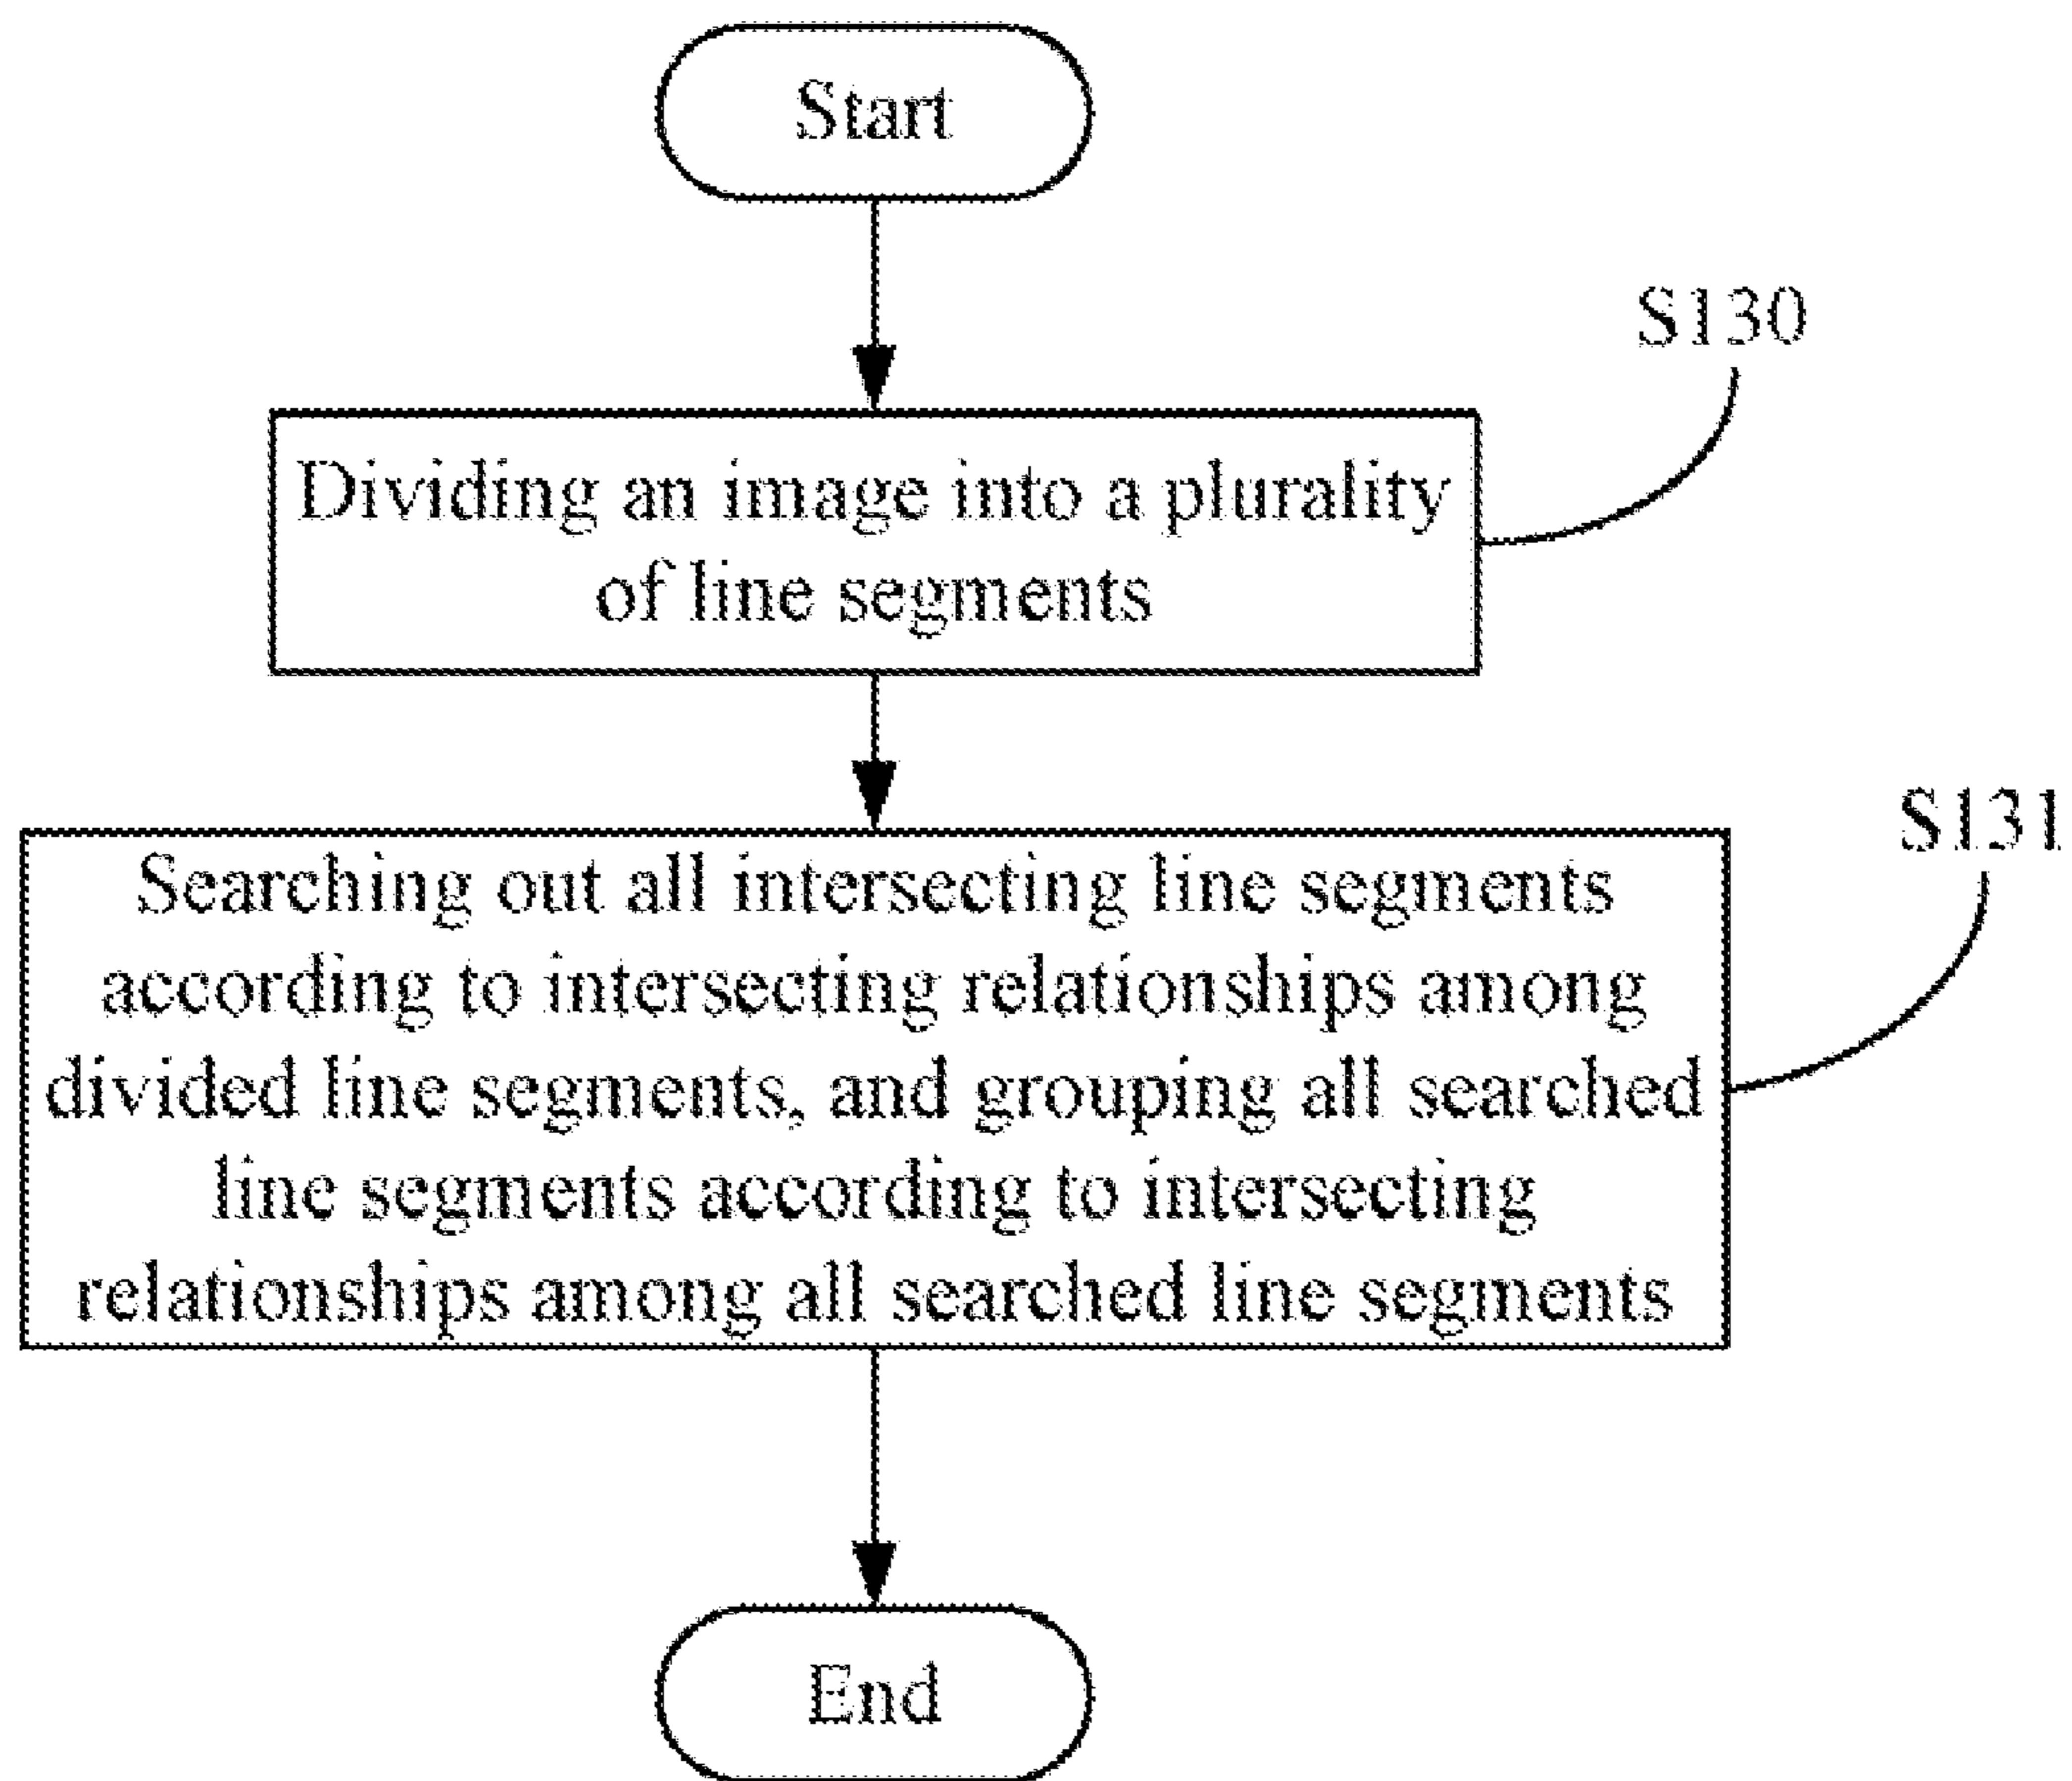 Start
S130
Dividing an image into a plurality
of line segments
S131
Searching out all intersecting line segments
according to intersecting relationships among
divided line segments, and grouping all searched
line segments according to intersecting
relationships among all searched line segments
End